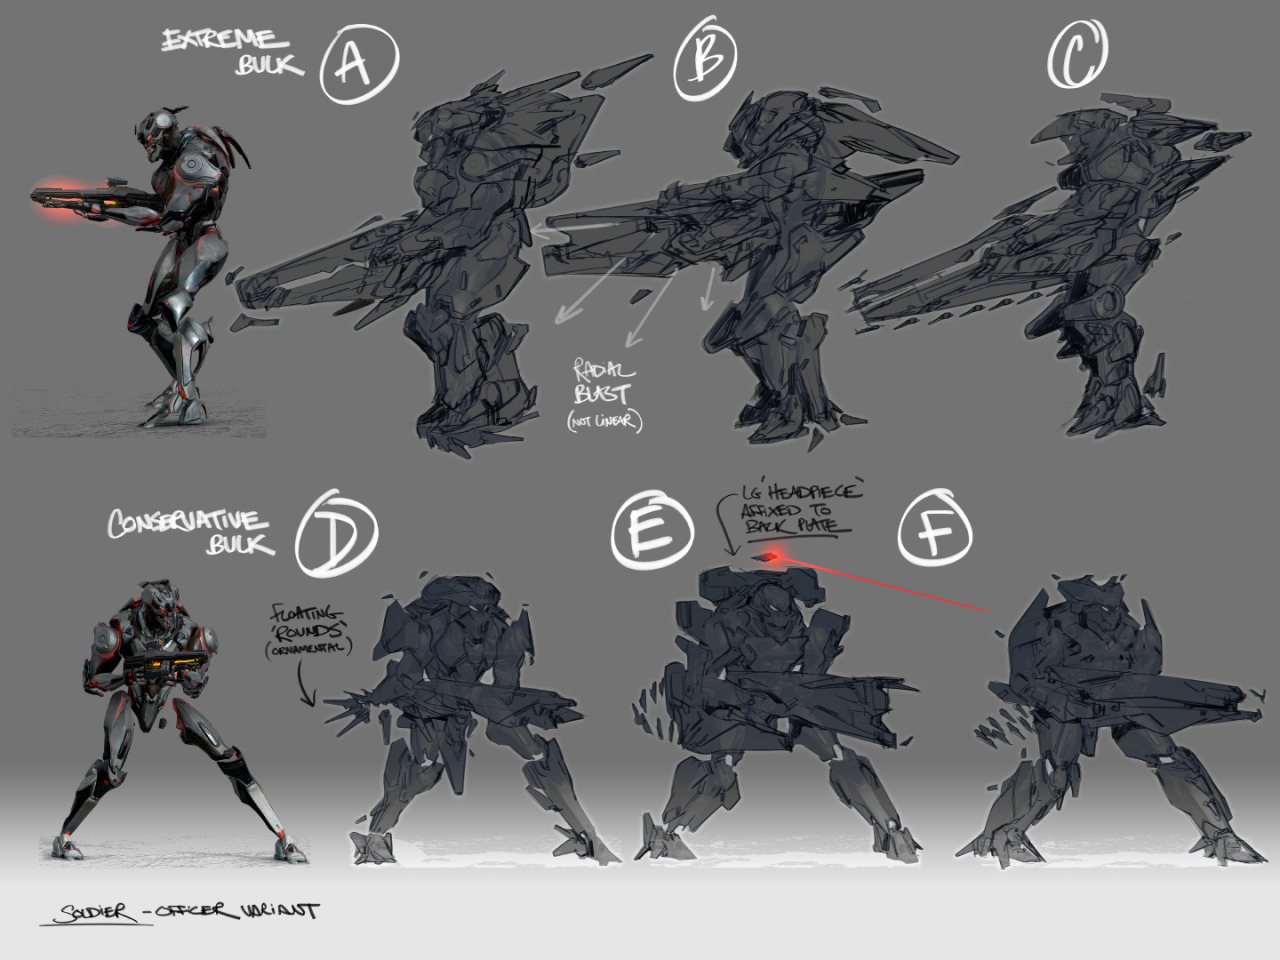 EXTREME
BULK
A
B
C
RADIAL
BLAST
(NOT LINEAR)
CONSERVATIVE
BULK
D
E
F
LG 'HEADPIECE'
AFFIXED TO
BACK PLATE
FLOATING
'ROUNDS'
(ORNAMENTAL)
SOLDIER - OFFICER VARIANT